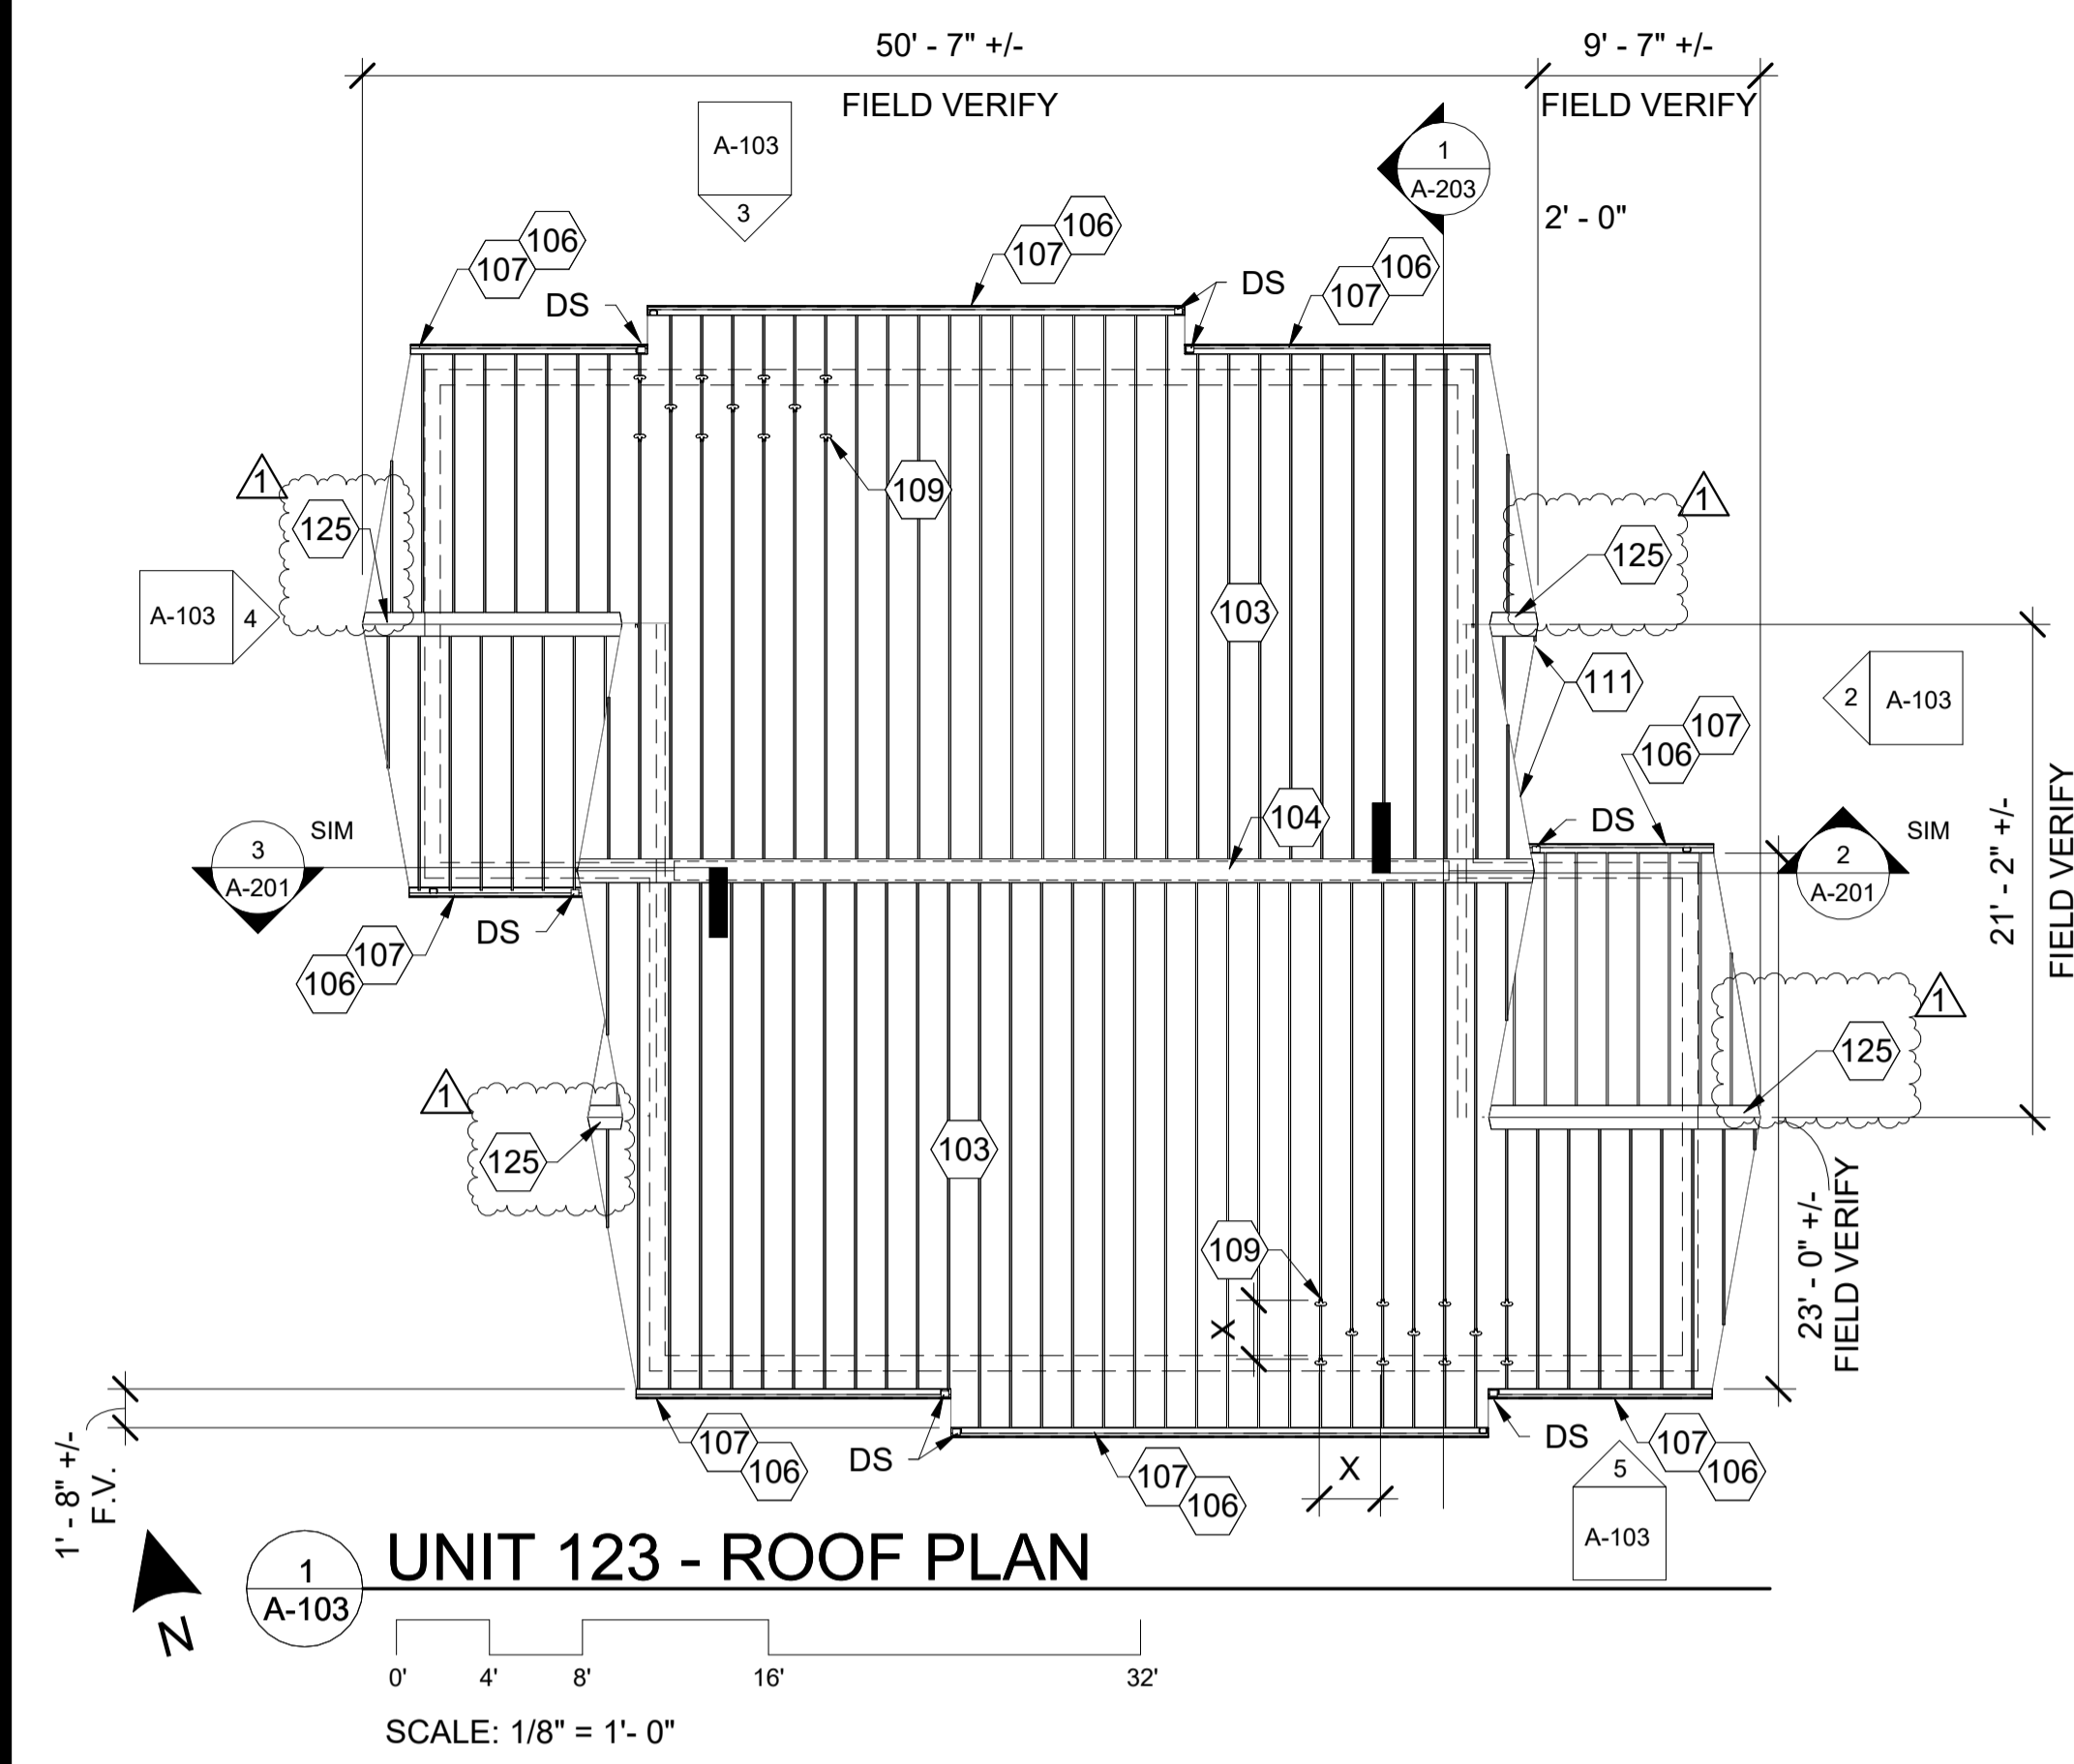 50' - 7" +/-
9' - 7" +/-
FIELD VERIFY
FIELD VERIFY
A-103
3
1
A-203
2' - 0"
106
107
106
107
106
107
DS
DS
109
1
125
1
125
A-103
4
103
111
2
A-103
107
106
104
DS
3
A-201
SIM
2
A-201
SIM
21' - 2" +/-
FIELD VERIFY
DS
107
106
1
125
1
125
103
109
X
23' - 0" +/-
FIELD VERIFY
1' - 8" +/-
F.V.
107
106
DS
107
106
X
DS
107
106
5
A-103
N
1
A-103
UNIT 123 - ROOF PLAN
0' 4' 8' 16' 32'
SCALE: 1/8" = 1'- 0"